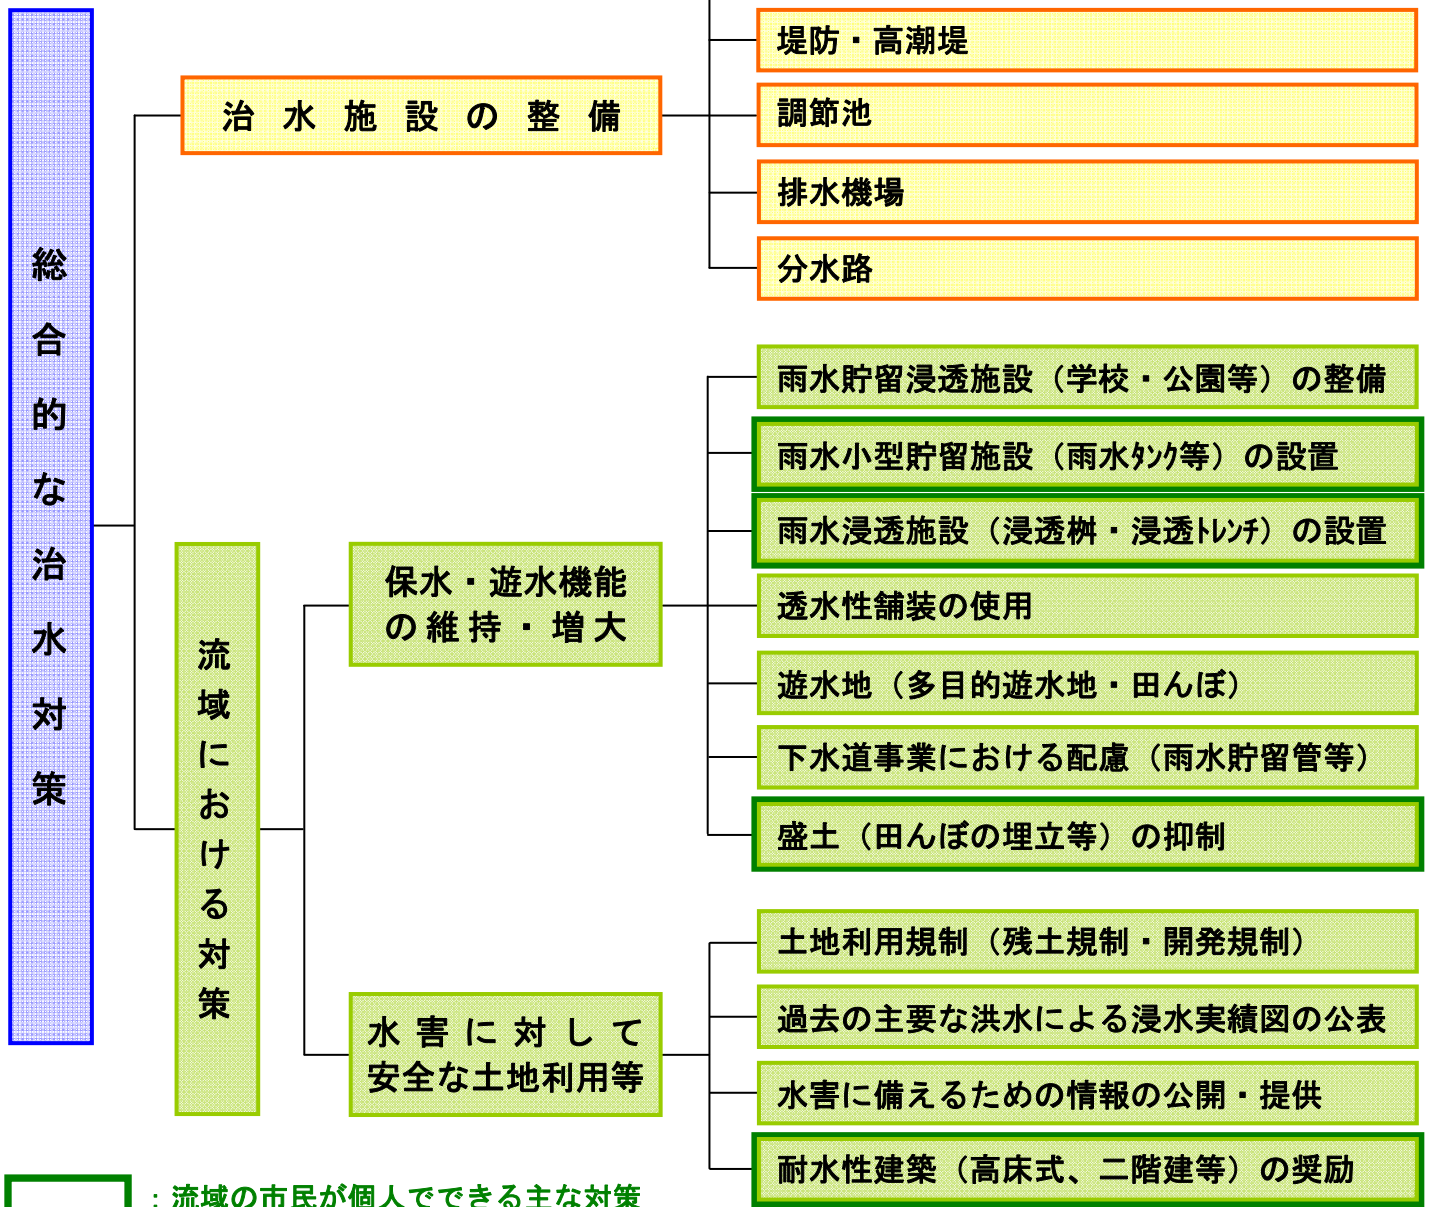 総合的な治水対策
治水施設の整備
堤防・高潮堤
調節池
排水機場
分水路
流域における対策
保水・遊水機能
の維持・増大
雨水貯留浸透施設（学校・公園等）の整備
雨水小型貯留施設（雨水ﾀﾝｸ等）の設置
雨水浸透施設（浸透桝・浸透ﾄﾚﾝﾁ）の設置
透水性舗装の使用
遊水地（多目的遊水地・田んぼ）
下水道事業における配慮（雨水貯留管等）
盛土（田んぼの埋立等）の抑制
水害に対して
安全な土地利用等
土地利用規制（残土規制・開発規制）
過去の主要な洪水による浸水実績図の公表
水害に備えるための情報の公開・提供
耐水性建築（高床式、二階建等）の奨励
：流域の市民が個人でできる主な対策